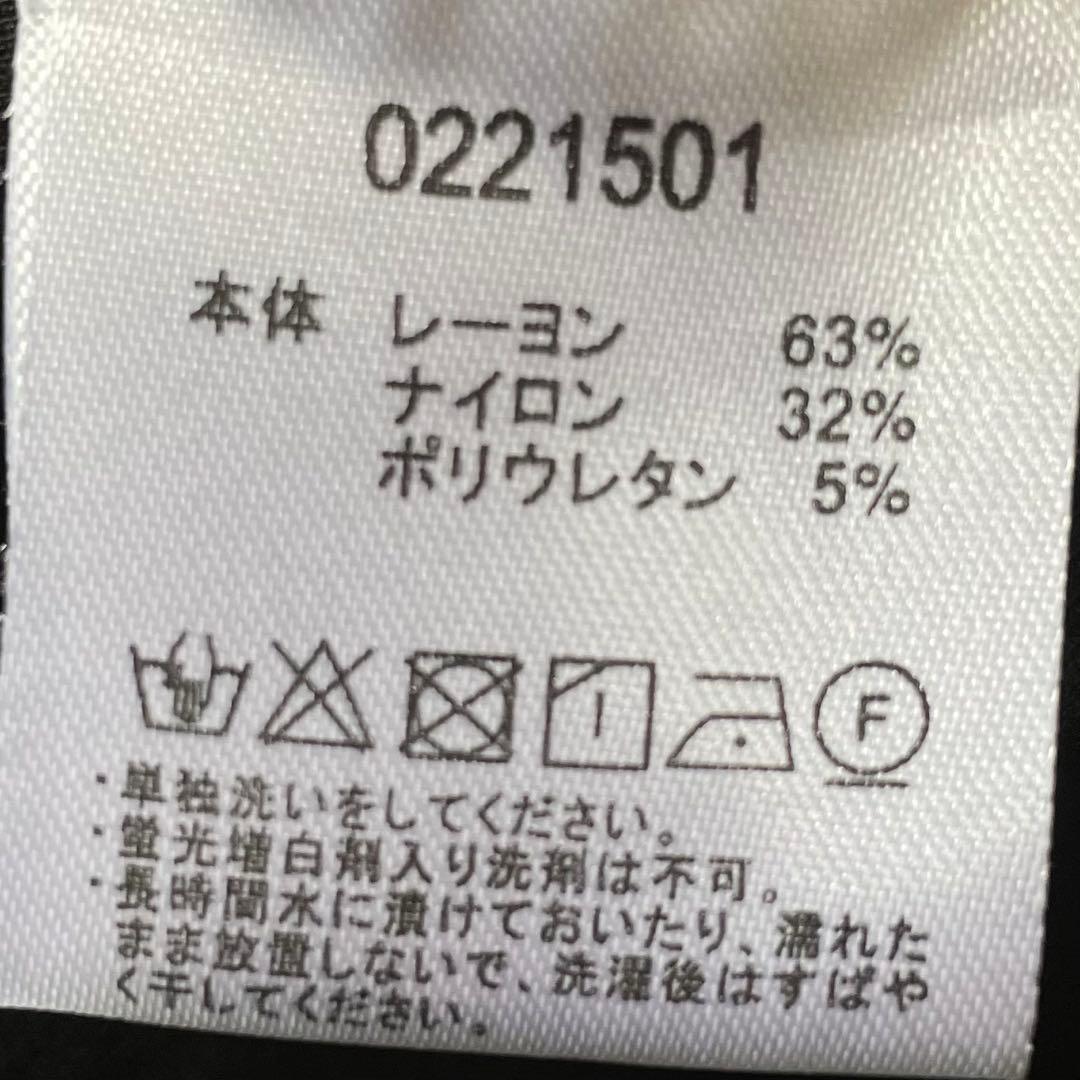 0221501
本体 レーヨン 63%
ナイロン 32%
ポリウレタン 5%
F
・単独洗いをしてください。
・蛍光増白剤入り洗剤は不可。
・長時間水に漬けておいたり、濡れた
まま放置しないで、洗濯後はすばや
く干してください。